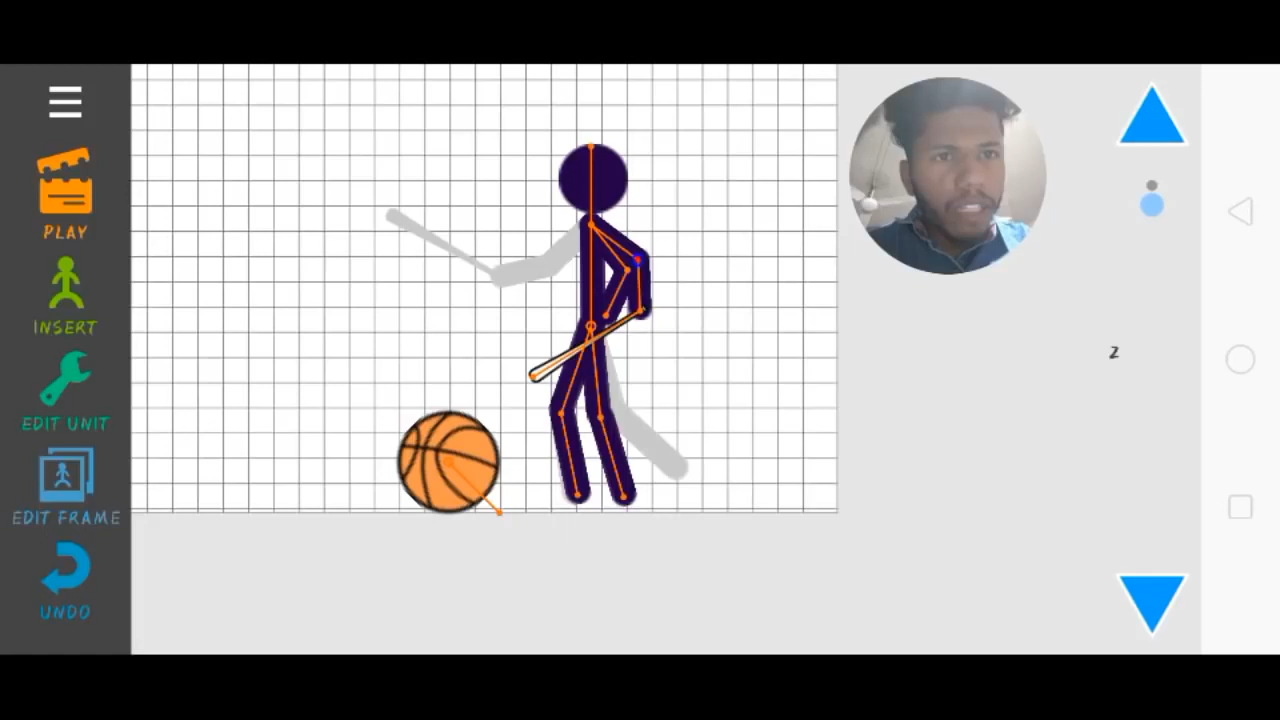 PLAY
INSERT
EDIT UNIT
EDIT FRAME
UNDO
2